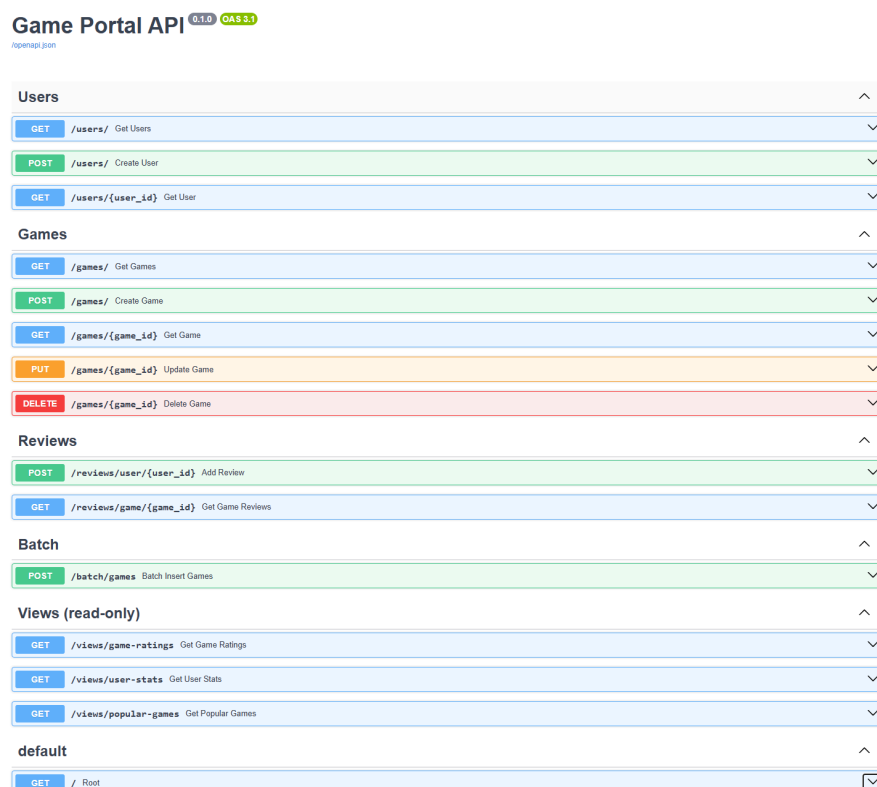 Game Portal API 0.1.0 OAS 3.1
/openapi.json
Users
GET /users/ Get Users
POST /users/ Create User
GET /users/{user_id} Get User
Games
GET /games/ Get Games
POST /games/ Create Game
GET /games/{game_id} Get Game
PUT /games/{game_id} Update Game
DELETE /games/{game_id} Delete Game
Reviews
POST /reviews/user/{user_id} Add Review
GET /reviews/game/{game_id} Get Game Reviews
Batch
POST /batch/games Batch Insert Games
Views (read-only)
GET /views/game-ratings Get Game Ratings
GET /views/user-stats Get User Stats
GET /views/popular-games Get Popular Games
default
GET / Root